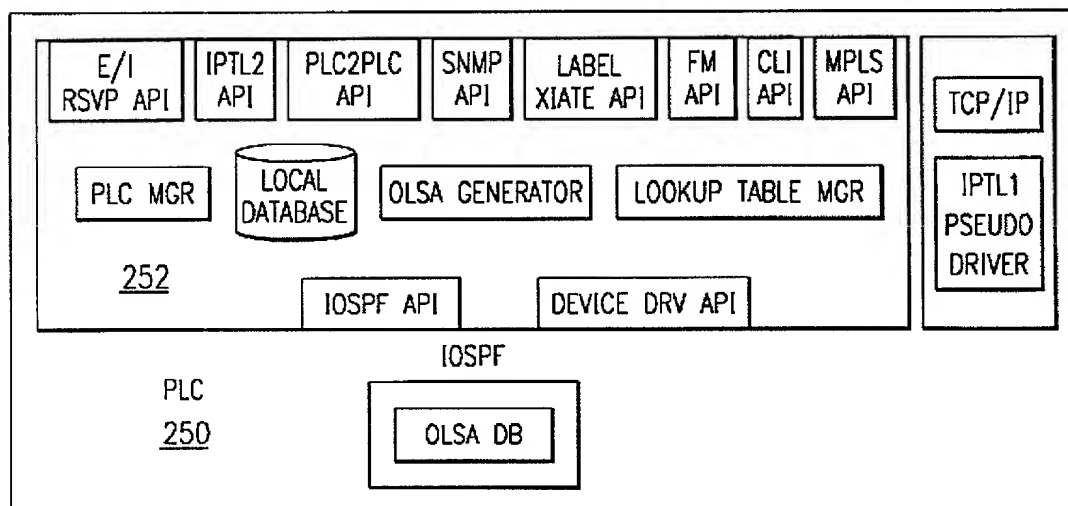 E/I
RSVP API
IPTL2
API
PLC2PLC
API
SNMP
API
LABEL
XIATE API
FM
API
CLI
API
MPLS
API
TCP/IP
PLC MGR
LOCAL
DATABASE
OLSA GENERATOR
LOOKUP TABLE MGR
IPTL1
PSEUDO
DRIVER
252
IOSPF API
DEVICE DRV API
IOSPF
PLC
250
OLSA DB